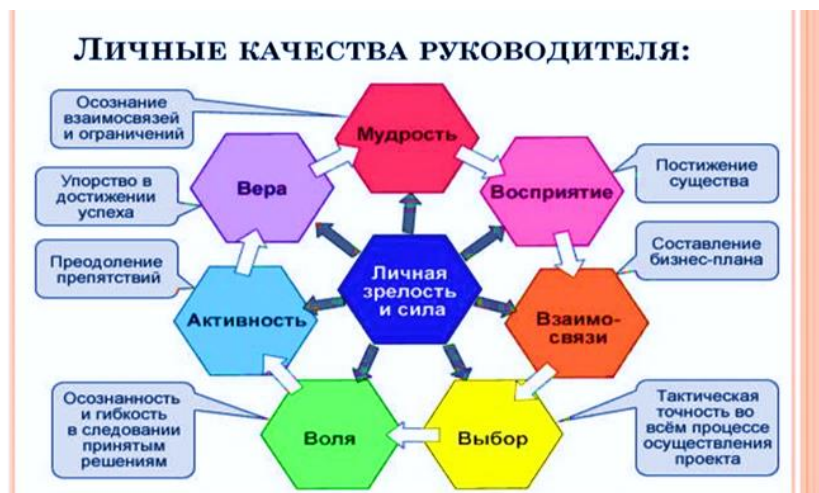 Личные качества руководителя:
Осознание
взаимосвязей
и ограничений
Мудрость
Вера
Восприятие
Постижение
существа
Упорство в
достижении
успеха
Составление
бизнес-плана
Преодоление
препятствий
Личная
зрелость
и сила
Активность
Взаимо-
связи
Осознанность
и гибкость
в следовании
принятым
решениям
Воля
Выбор
Тактическая
точность во
всём процессе
осуществления
проекта